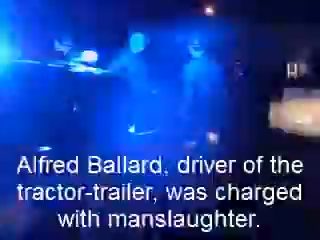 Alfred Ballard, driver of the
tractor-trailer, was charged
with manslaughter.